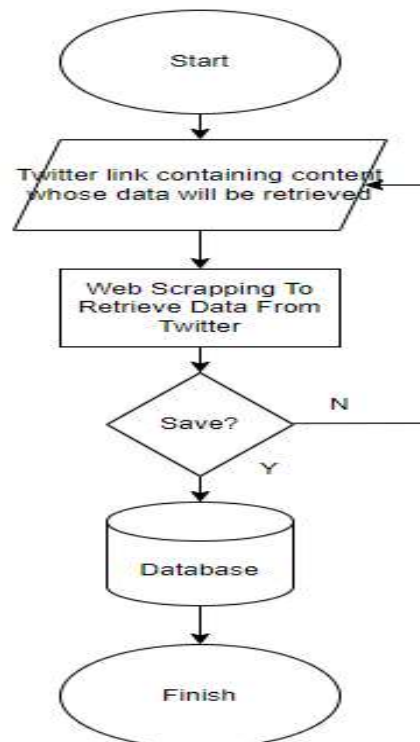 Start
Twitter link containing content
whose data will be retrieved
Web Scrapping To
Retrieve Data From
Twitter
Save?
N
Y
Database
Finish